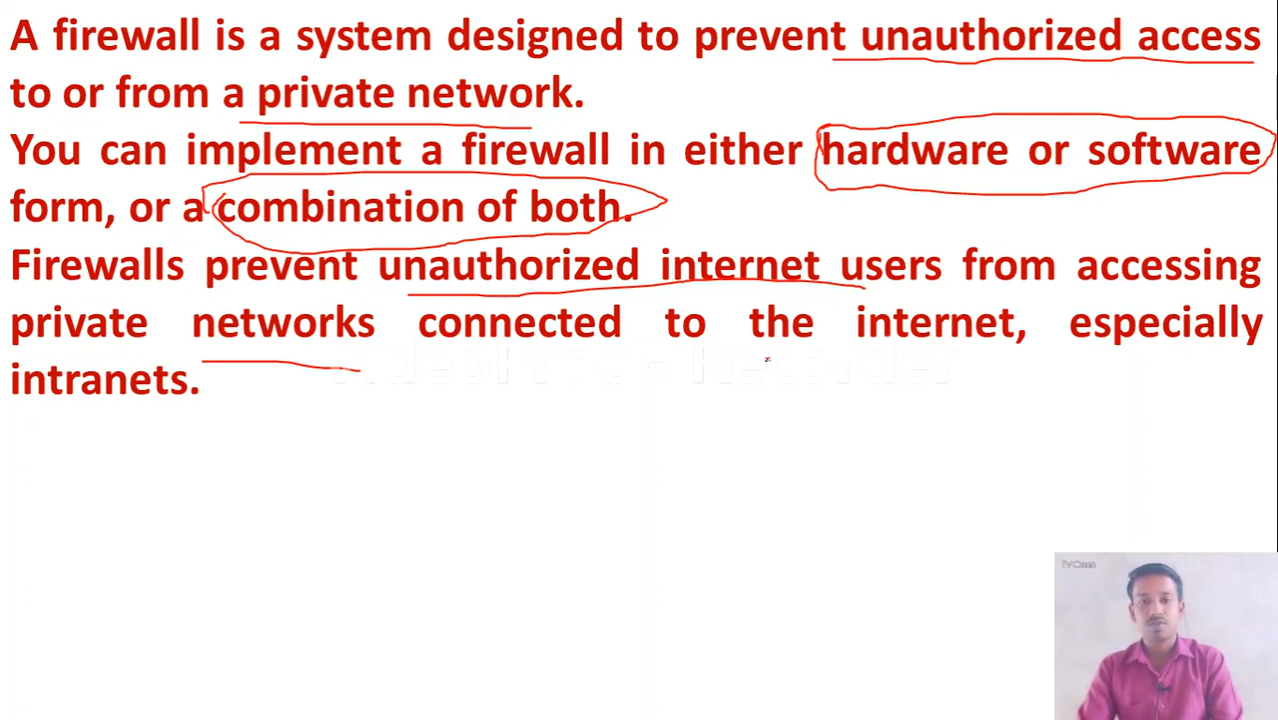 A firewall is a system designed to prevent unauthorized access
to or from a private network.
You can implement a firewall in either hardware or software
form, or a combination of both.
Firewalls prevent unauthorized internet users from accessing
private networks connected to the internet, especially
intranets.